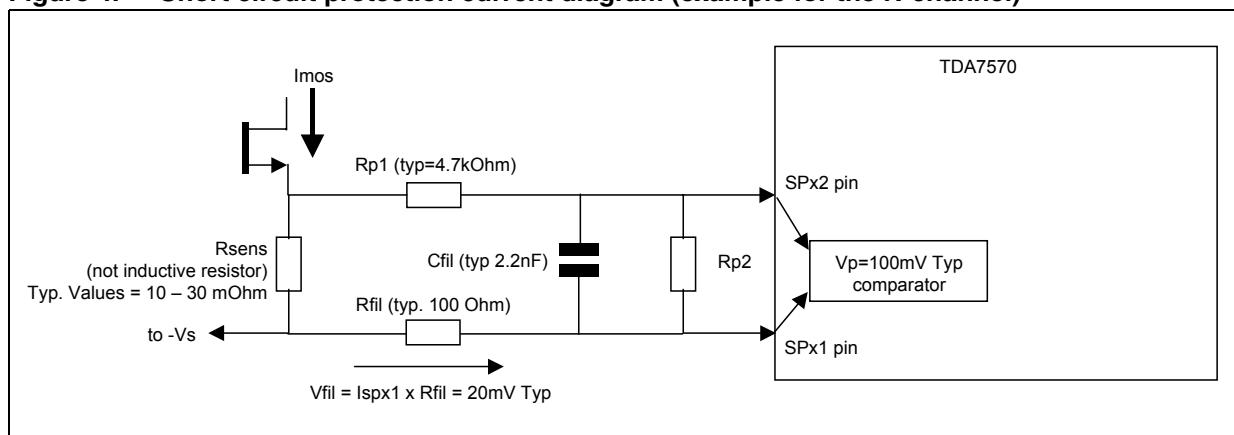 Figure 4. Short circuit protection current diagram (example for the N-channel)
TDA7570
Imos
Rp1 (typ=4.7kOhm)
SPx2 pin
Rsens
(not inductive resistor)
Typ. Values = 10 – 30 mOhm
Cfil (typ 2.2nF)
Rp2
Vp=100mV Typ
comparator
Rfil (typ. 100 Ohm)
to -Vs
SPx1 pin
Vfil = Ispx1 x Rfil = 20mV Typ